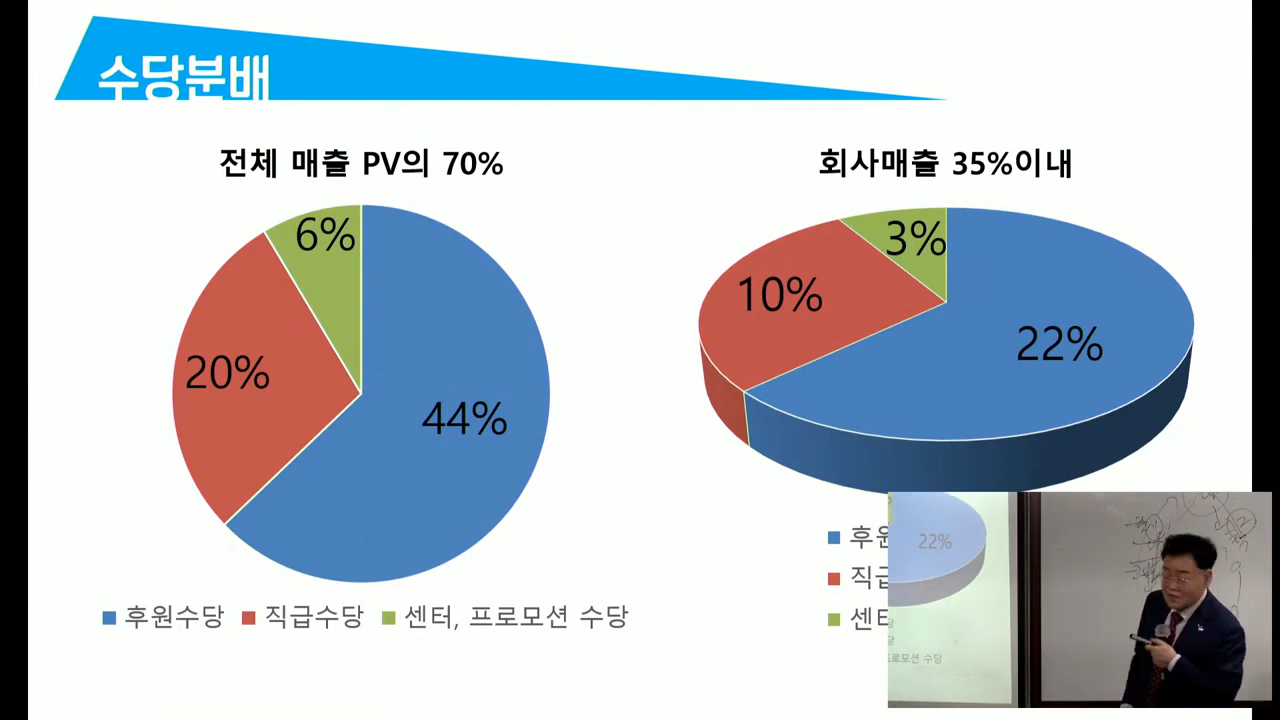 수당분배
전체 매출 PV의 70%
6%
20%
44%
후원수당 직급수당 센터, 프로모션 수당
회사매출 35%이내
3%
10%
22%
후원
직급
센터
22%
프로모션 수당